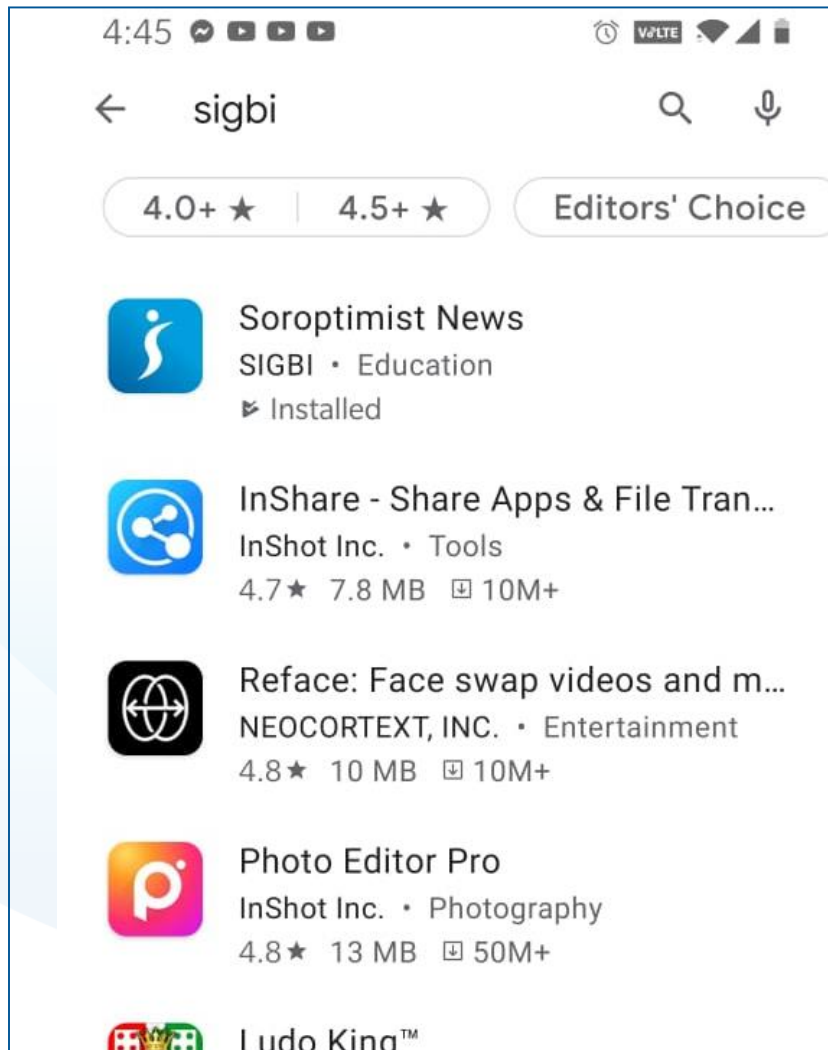 4:45
VoLTE
sigbi
4.0+ ★ 4.5+ ★ Editors' Choice
Soroptimist News
SIGBI • Education
Installed
InShare - Share Apps & File Tran...
InShot Inc. • Tools
4.7★ 7.8 MB 10M+
Reface: Face swap videos and m...
NEOCORTEXT, INC. • Entertainment
4.8★ 10 MB 10M+
Photo Editor Pro
InShot Inc. • Photography
4.8★ 13 MB 50M+
Ludo King™